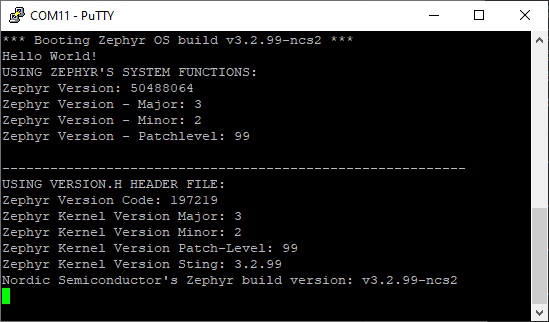 COM11 - PuTTY
*** Booting Zephyr OS build v3.2.99-ncs2 ***
Hello World!
USING ZEPHYR'S SYSTEM FUNCTIONS:
Zephyr Version: 50488064
Zephyr Version - Major: 3
Zephyr Version - Minor: 2
Zephyr Version - Patchlevel: 99
----------------------------------------------------------
USING VERSION.H HEADER FILE:
Zephyr Version Code: 197219
Zephyr Kernel Version Major: 3
Zephyr Kernel Version Minor: 2
Zephyr Kernel Version Patch-Level: 99
Zephyr Kernel Version Sting: 3.2.99
Nordic Semiconductor's Zephyr build version: v3.2.99-ncs2